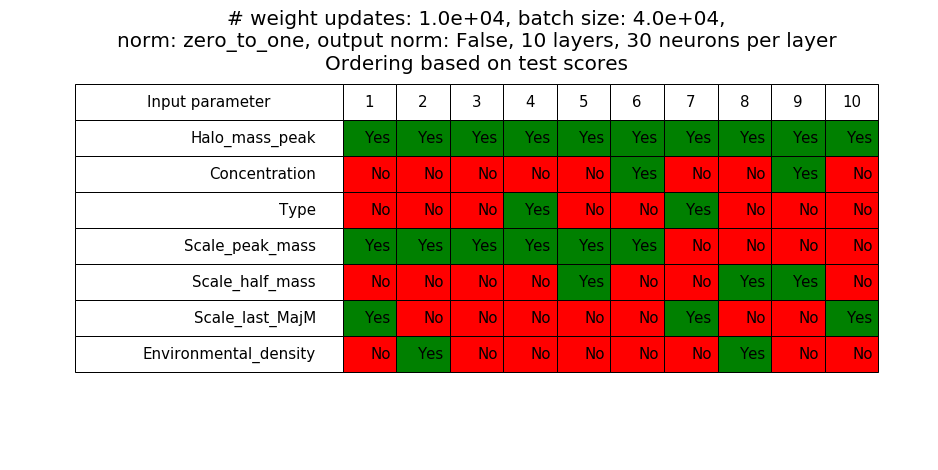 # weight updates: 1.0e+04, batch size: 4.0e+04,
norm: zero_to_one, output norm: False, 10 layers, 30 neurons per layer
Ordering based on test scores
Input parameter 1 2 3 4 5 6 7 8 9 10
Halo_mass_peak Yes Yes Yes Yes Yes Yes Yes Yes Yes Yes
Concentration No No No No No Yes No No Yes No
Type No No No Yes No No Yes No No No
Scale_peak_mass Yes Yes Yes Yes Yes Yes No No No No
Scale_half_mass No No No No Yes No No Yes Yes No
Scale_last_MajM Yes No No No No No Yes No No Yes
Environmental_density No Yes No No No No No Yes No No